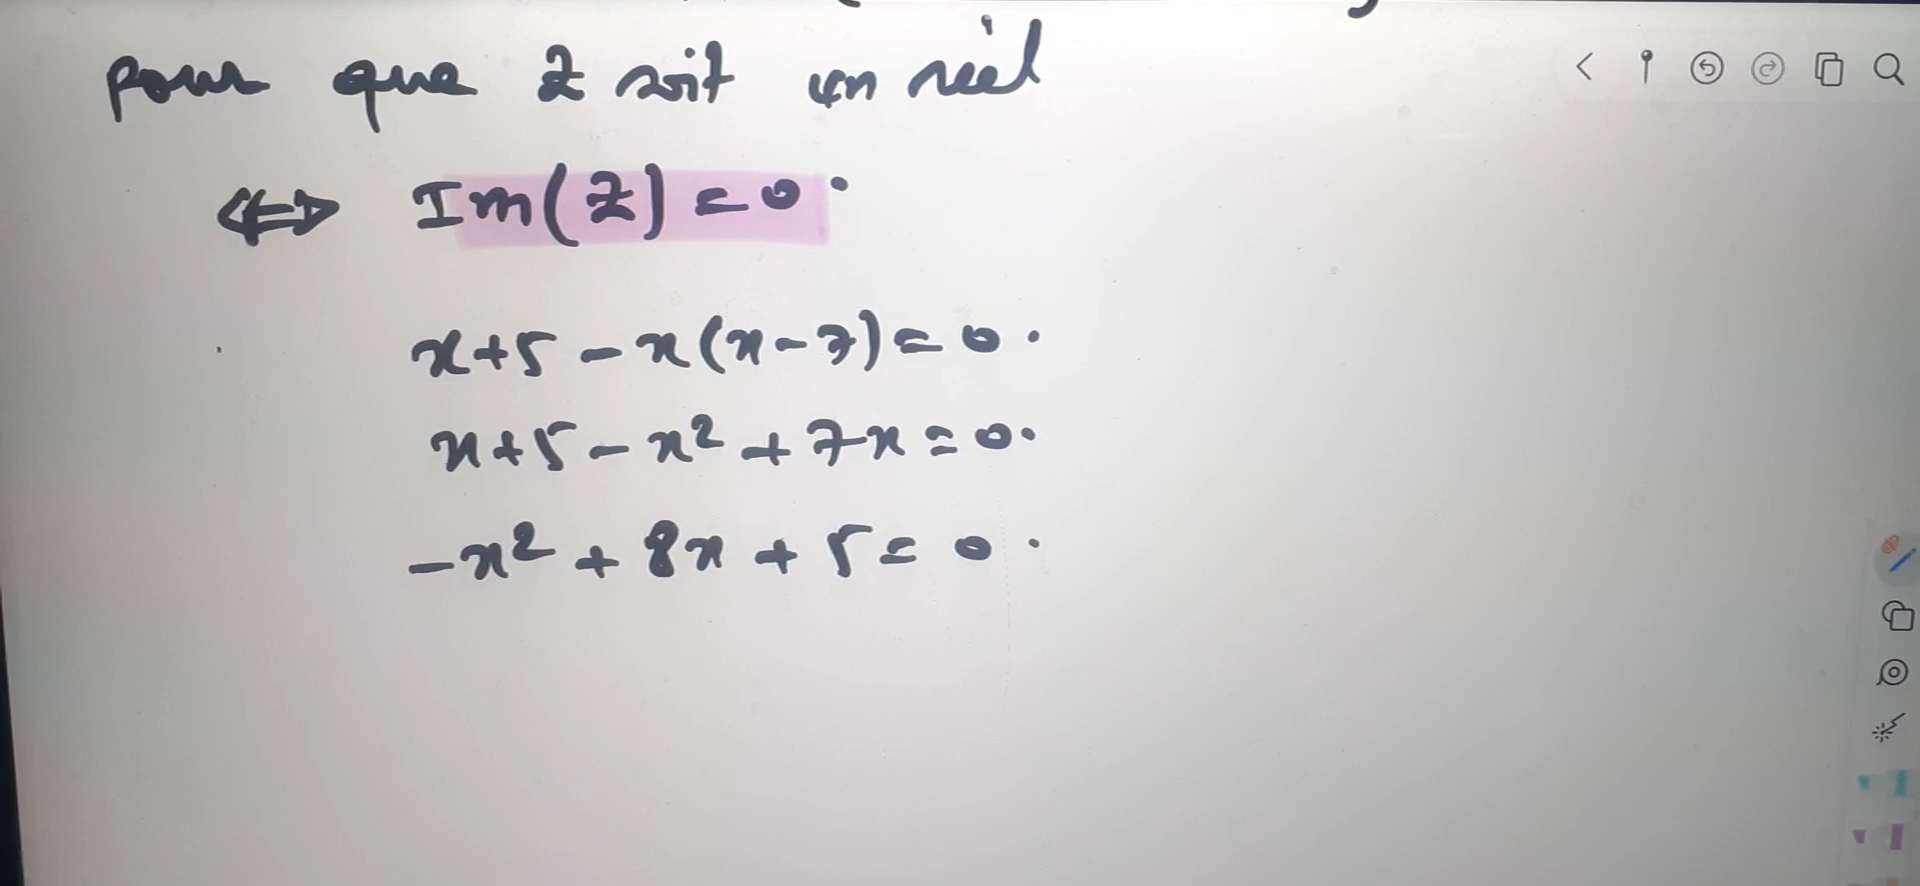 pour que z soit un réel
⟺ Im(z) = 0.
x+5 - x(x-7) = 0.
x+5 - x² + 7x = 0.
-x² + 8x + 5 = 0.